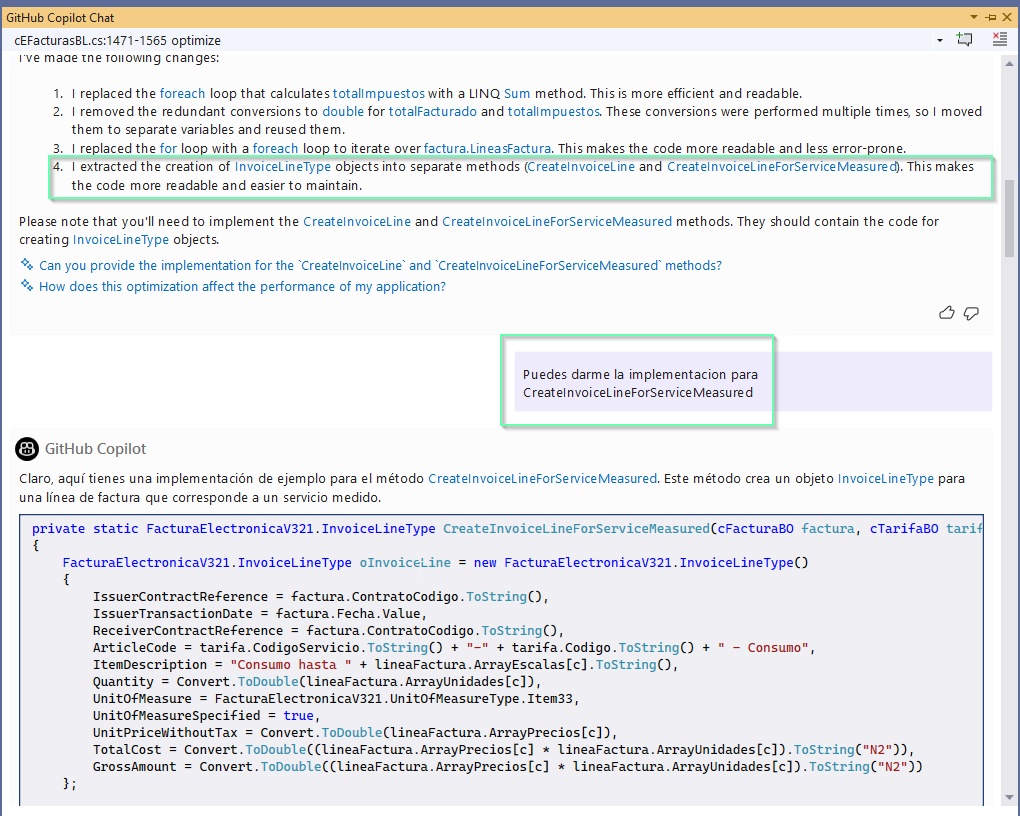 GitHub Copilot Chat
cEFacturasBL.cs:1471-1565 optimize
I've made the following changes:
1. I replaced the foreach loop that calculates totalImpuestos with a LINQ Sum method. This is more efficient and readable.
2. I removed the redundant conversions to double for totalFacturado and totalImpuestos. These conversions were performed multiple times, so I moved
them to separate variables and reused them.
3. I replaced the for loop with a foreach loop to iterate over factura.LineasFactura. This makes the code more readable and less error-prone.
4. I extracted the creation of InvoiceLineType objects into separate methods (CreateInvoiceLine and CreateInvoiceLineForServiceMeasured). This makes
the code more readable and easier to maintain.
Please note that you'll need to implement the CreateInvoiceLine and CreateInvoiceLineForServiceMeasured methods. They should contain the code for
creating InvoiceLineType objects.
Can you provide the implementation for the `CreateInvoiceLine` and `CreateInvoiceLineForServiceMeasured` methods?
How does this optimization affect the performance of my application?
Puedes darme la implementacion para
CreateInvoiceLineForServiceMeasured
GitHub Copilot
Claro, aquí tienes una implementación de ejemplo para el método CreateInvoiceLineForServiceMeasured. Este método crea un objeto InvoiceLineType para
una línea de factura que corresponde a un servicio medido.
private static FacturaElectronicaV321.InvoiceLineType CreateInvoiceLineForServiceMeasured(cFacturaBO factura, cTarifaBO tarif
{
FacturaElectronicaV321.InvoiceLineType oInvoiceLine = new FacturaElectronicaV321.InvoiceLineType()
{
IssuerContractReference = factura.ContratoCodigo.ToString(),
IssuerTransactionDate = factura.Fecha.Value,
ReceiverContractReference = factura.ContratoCodigo.ToString(),
ArticleCode = tarifa.CodigoServicio.ToString() + "-" + tarifa.Codigo.ToString() + " - Consumo",
ItemDescription = "Consumo hasta " + lineaFactura.ArrayEscalas[c].ToString(),
Quantity = Convert.ToDouble(lineaFactura.ArrayUnidades[c]),
UnitOfMeasure = FacturaElectronicaV321.UnitOfMeasureType.Item33,
UnitOfMeasureSpecified = true,
UnitPriceWithoutTax = Convert.ToDouble(lineaFactura.ArrayPrecios[c]),
TotalCost = Convert.ToDouble((lineaFactura.ArrayPrecios[c] * lineaFactura.ArrayUnidades[c]).ToString("N2")),
GrossAmount = Convert.ToDouble((lineaFactura.ArrayPrecios[c] * lineaFactura.ArrayUnidades[c]).ToString("N2"))
};